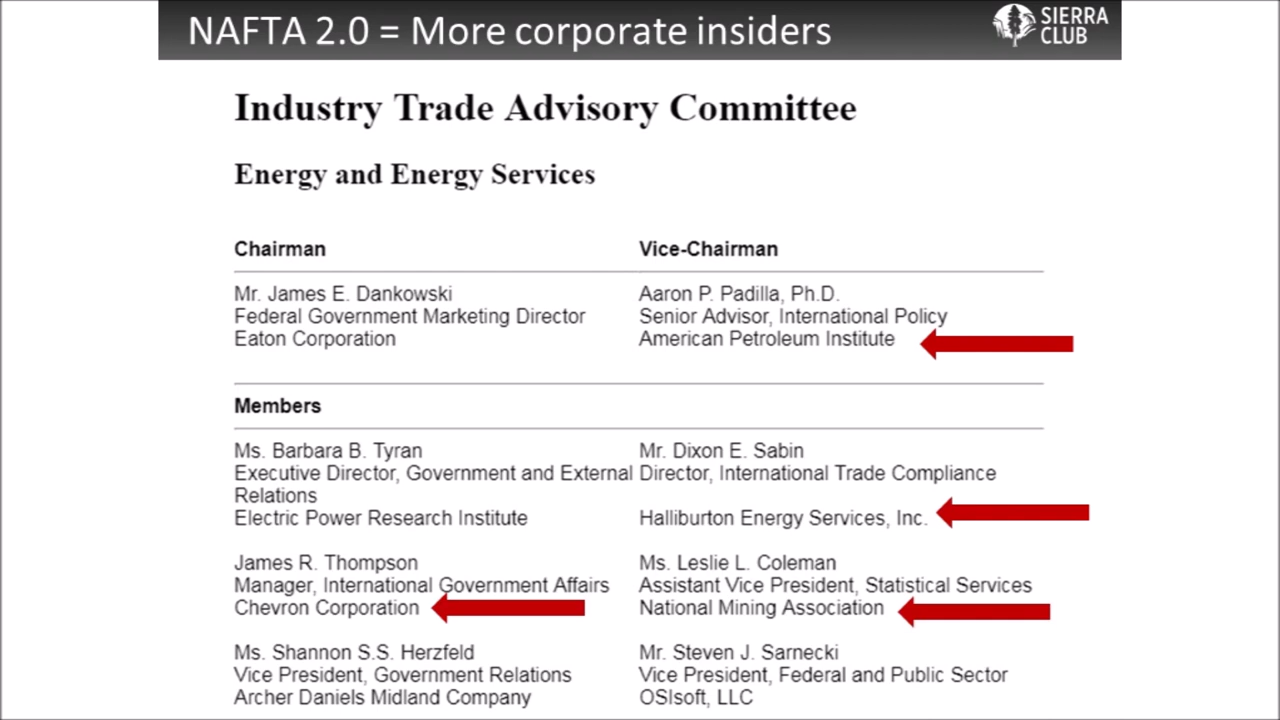 NAFTA 2.0 = More corporate insiders
SIERRA
CLUB
Industry Trade Advisory Committee
Energy and Energy Services
Chairman
Vice-Chairman
Mr. James E. Dankowski
Federal Government Marketing Director
Eaton Corporation
Aaron P. Padilla, Ph.D.
Senior Advisor, International Policy
American Petroleum Institute
Members
Ms. Barbara B. Tyran
Executive Director, Government and External
Relations
Electric Power Research Institute
Mr. Dixon E. Sabin
Director, International Trade Compliance
Halliburton Energy Services, Inc.
James R. Thompson
Manager, International Government Affairs
Chevron Corporation
Ms. Leslie L. Coleman
Assistant Vice President, Statistical Services
National Mining Association
Ms. Shannon S.S. Herzfeld
Vice President, Government Relations
Archer Daniels Midland Company
Mr. Steven J. Sarnecki
Vice President, Federal and Public Sector
OSIsoft, LLC